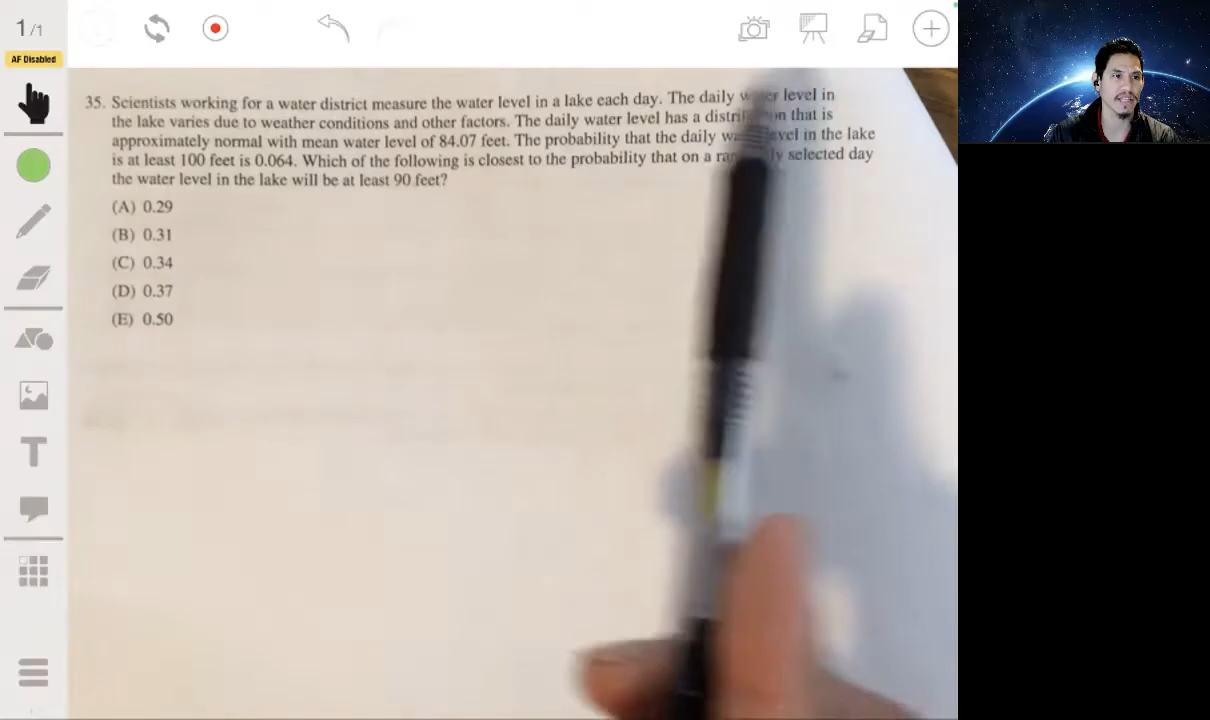 1/1
AF Disabled
35. Scientists working for a water district measure the water level in a lake each day. The daily level in
the lake varies due to weather conditions and other factors. The daily water level has a that is
approximately normal with mean water level of 84.07 feet. The probability that the daily level in the lake
is at least 100 feet is 0.064. Which of the following is closest to the probability that on a selected day
the water level in the lake will be at least 90 feet?
(A) 0.29
(B) 0.31
(C) 0.34
(D) 0.37
(E) 0.50
T